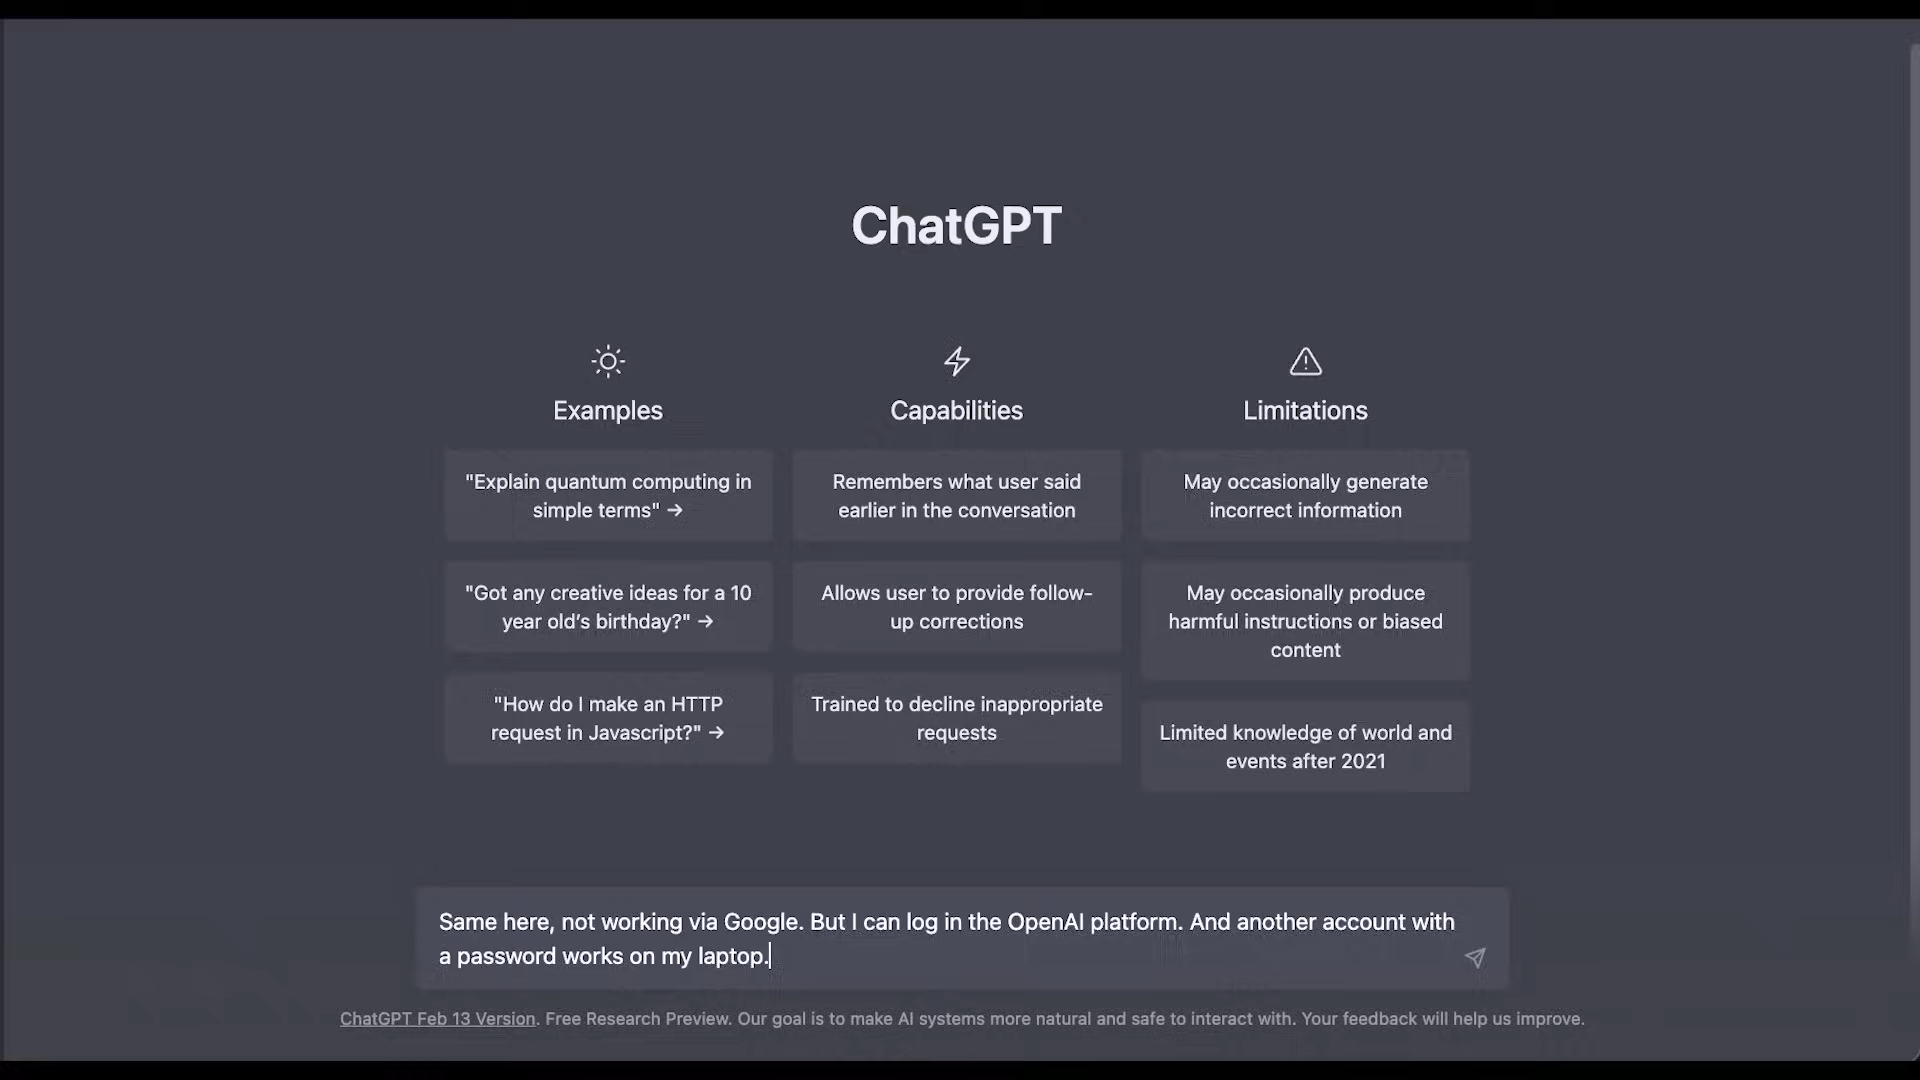 ChatGPT
Examples
"Explain quantum computing in
simple terms" →
"Got any creative ideas for a 10
year old's birthday?" →
"How do I make an HTTP
request in Javascript?" →
Capabilities
Remembers what user said
earlier in the conversation
Allows user to provide follow-
up corrections
Trained to decline inappropriate
requests
Limitations
May occasionally generate
incorrect information
May occasionally produce
harmful instructions or biased
content
Limited knowledge of world and
events after 2021
Same here, not working via Google. But I can log in the OpenAI platform. And another account with
a password works on my laptop.
ChatGPT Feb 13 Version. Free Research Preview. Our goal is to make AI systems more natural and safe to interact with. Your feedback will help us improve.